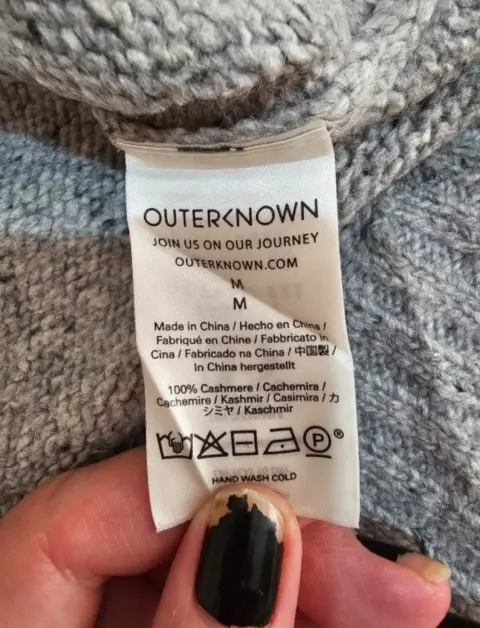 OUTERKNOWN
JOIN US ON OUR JOURNEY
OUTERKNOWN.COM
M
M
Made in China / Hecho en China /
Fabriqué en Chine / Fabbricato in
Cina / Fabricado na China / 中国製 /
In China hergestellt
100% Cashmere / Cachemira /
Cachemire / Kashmir / Casimira / カ
シミヤ / Kaschmir
P ®
HAND WASH COLD